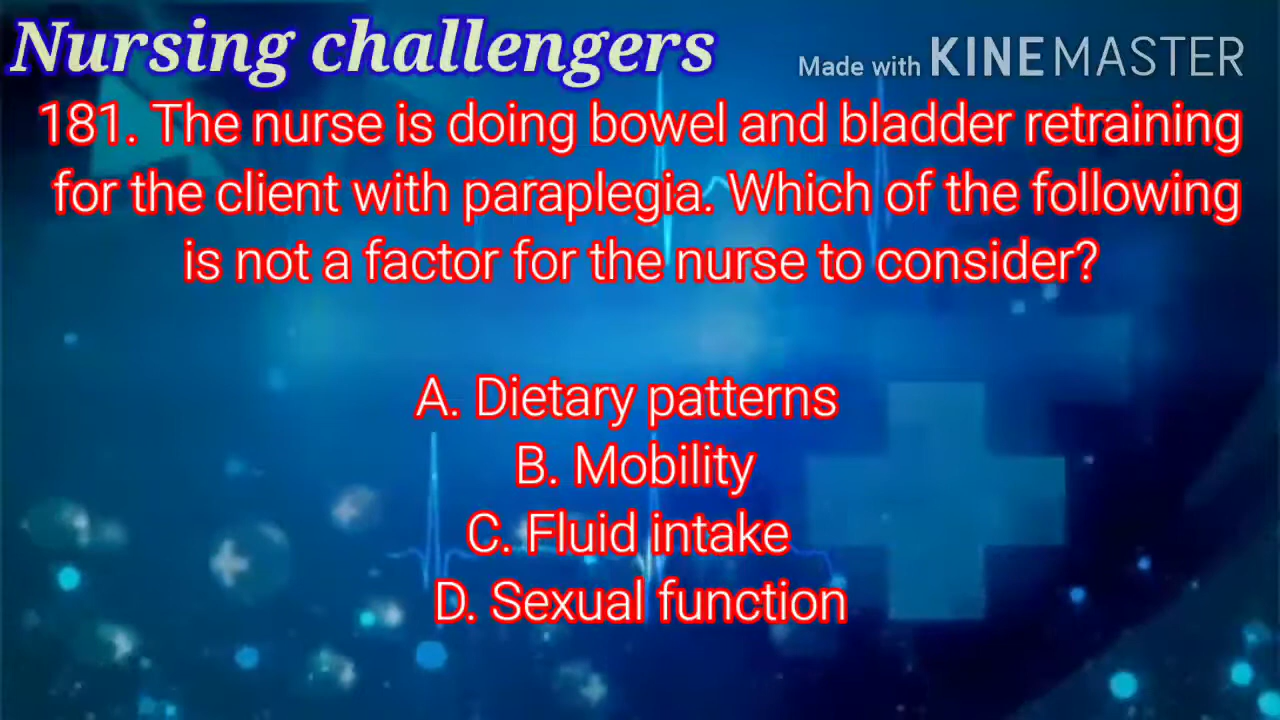 Nursing challengers
Made with KINEMASTER
181. The nurse is doing bowel and bladder retraining
for the client with paraplegia. Which of the following
is not a factor for the nurse to consider?
A. Dietary patterns
B. Mobility
C. Fluid intake
D. Sexual function